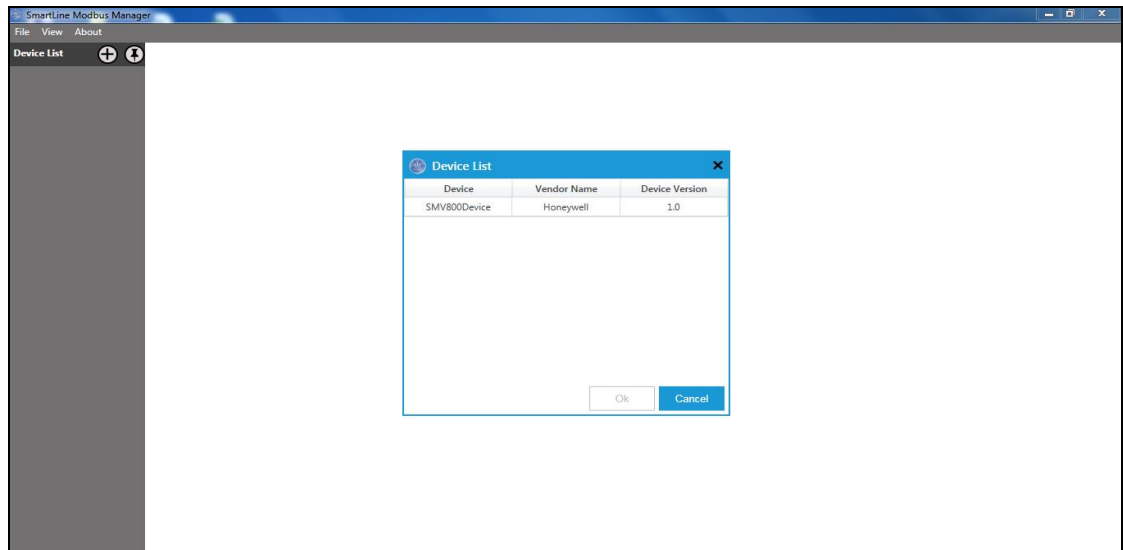 SmartLine Modbus Manager
File View About
Device List
Device List
Device Vendor Name Device Version
SMV800Device Honeywell 1.0
Ok Cancel